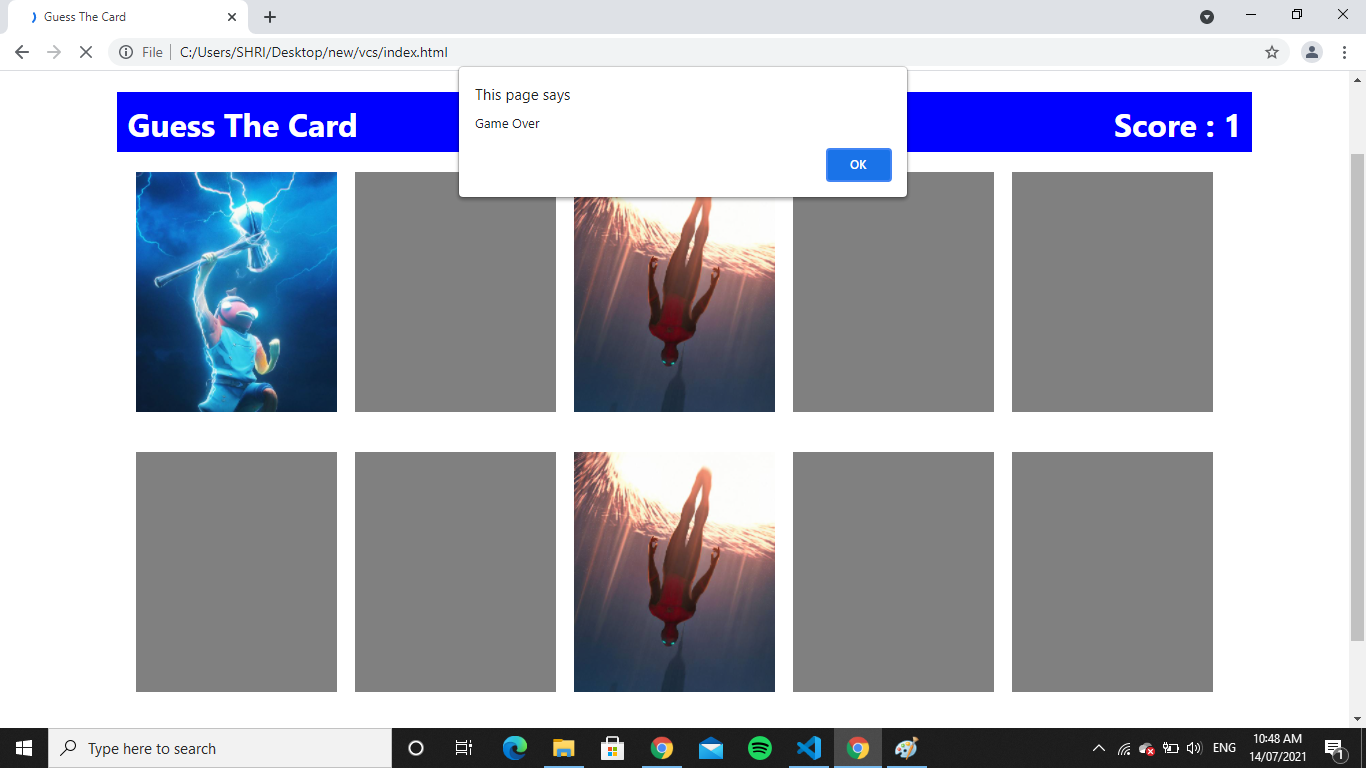 Guess The Card
File
C:/Users/SHRI/Desktop/new/vcs/index.html
This page says
Game Over
OK
Guess The Card
Score : 1
Type here to search
ENG
10:48 AM
14/07/2021
1